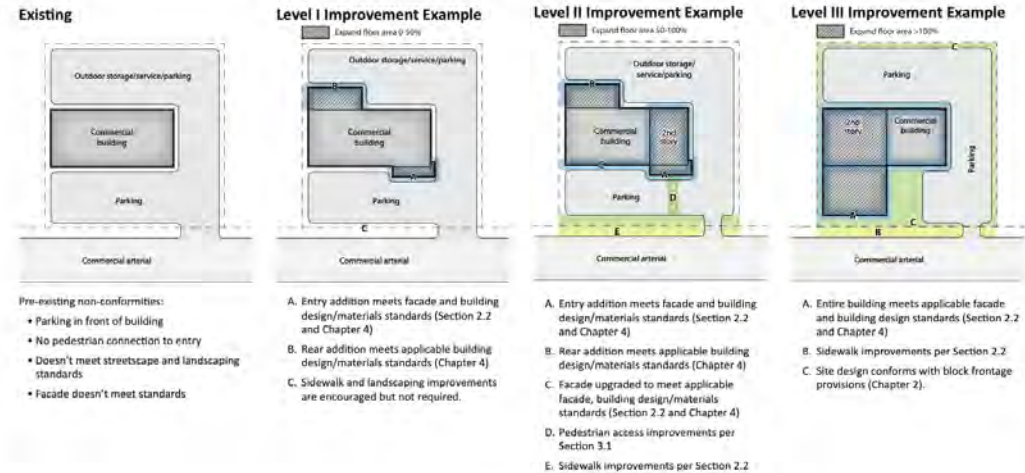 Existing
Outdoor storage/service/parking
Commercial
building
Parking
Commercial arterial
Pre-existing non-conformities:
• Parking in front of building
• No pedestrian connection to entry
• Doesn't meet streetscape and landscaping
standards
• Facade doesn't meet standards
Level I Improvement Example
Expand floor area 0-50%
Outdoor storage/service/parking
B
Commercial
building
A
Parking
C
Commercial arterial
A. Entry addition meets facade and building
design/materials standards (Section 2.2
and Chapter 4)
B. Rear addition meets applicable building
design/materials standards (Chapter 4)
C. Sidewalk and landscaping improvements
are encouraged but not required.
Level II Improvement Example
Expand floor area 50-100%
Outdoor storage/
service/parking
B
Commercial
building
2nd
story
C
A
Parking
D
E
Commercial arterial
A. Entry addition meets facade and building
design/materials standards (Section 2.2
and Chapter 4)
B. Rear addition meets applicable building
design/materials standards (Chapter 4)
C. Facade upgraded to meet applicable
facade, building design/materials
standards (Section 2.2 and Chapter 4)
D. Pedestrian access improvements per
Section 3.1
E. Sidewalk improvements per Section 2.2
Level III Improvement Example
Expand floor area >100%
C
Parking
2nd
story
Commercial
building
Parking
A
C
B
Commercial arterial
A. Entire building meets applicable facade
and building design standards (Section 2.2
and Chapter 4)
B. Sidewalk improvements per Section 2.2
C. Site design conforms with block frontage
provisions (Chapter 2).